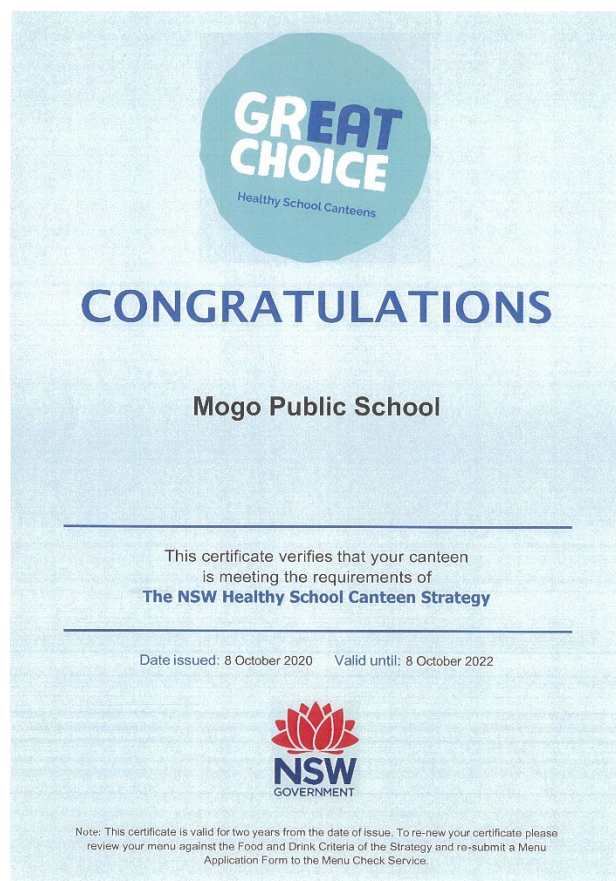 GREAT
CHOICE
Healthy School Canteens
CONGRATULATIONS
Mogo Public School
This certificate verifies that your canteen
is meeting the requirements of
The NSW Healthy School Canteen Strategy
Date issued: 8 October 2020 Valid until: 8 October 2022
NSW
GOVERNMENT
Note: This certificate is valid for two years from the date of issue. To re-new your certificate please
review your menu against the Food and Drink Criteria of the Strategy and re-submit a Menu
Application Form to the Menu Check Service.